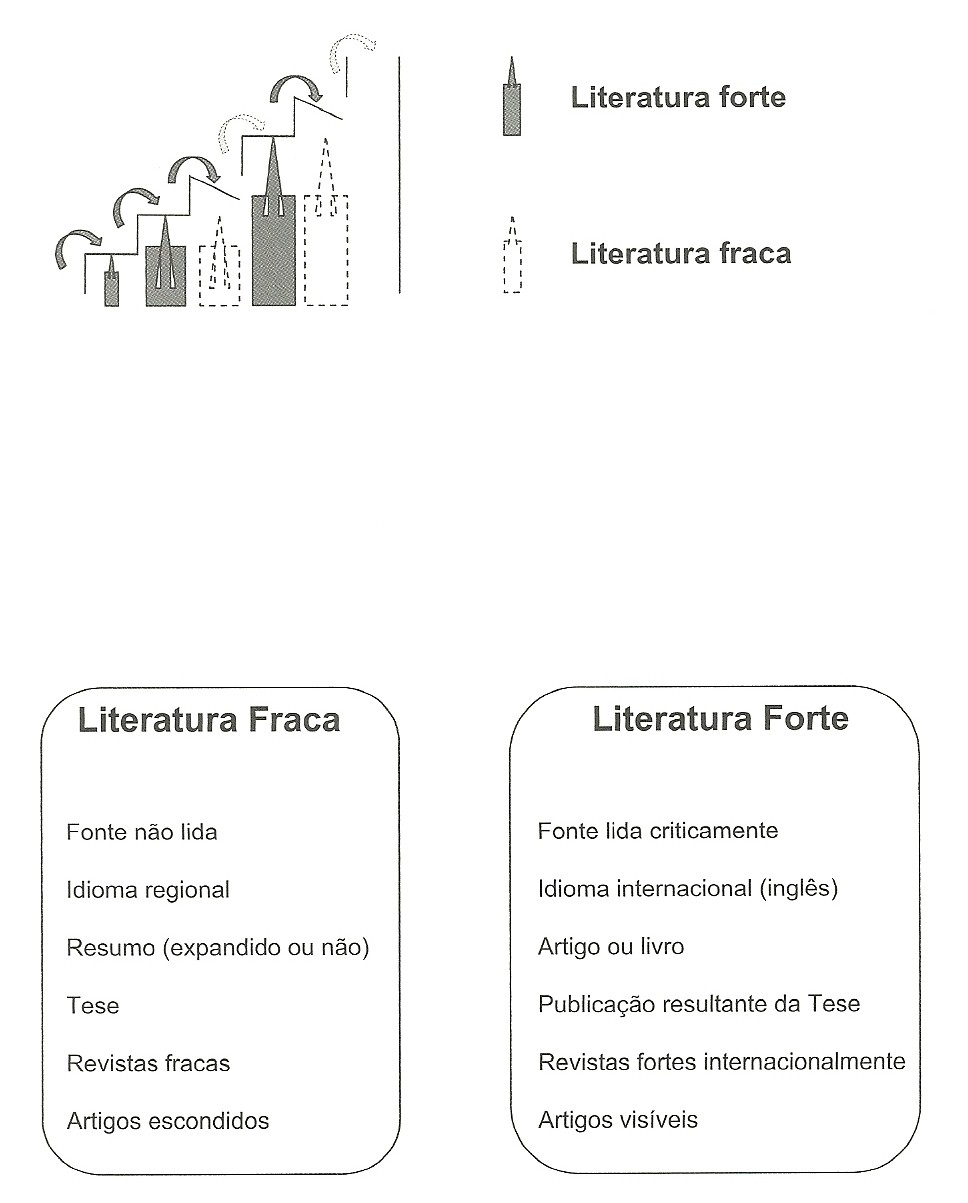 Literatura forte
Literatura fraca
Literatura Fraca
Fonte não lida
Idioma regional
Resumo (expandido ou não)
Tese
Revistas fracas
Artigos escondidos
Literatura Forte
Fonte lida criticamente
Idioma internacional (inglês)
Artigo ou livro
Publicação resultante da Tese
Revistas fortes internacionalmente
Artigos visíveis